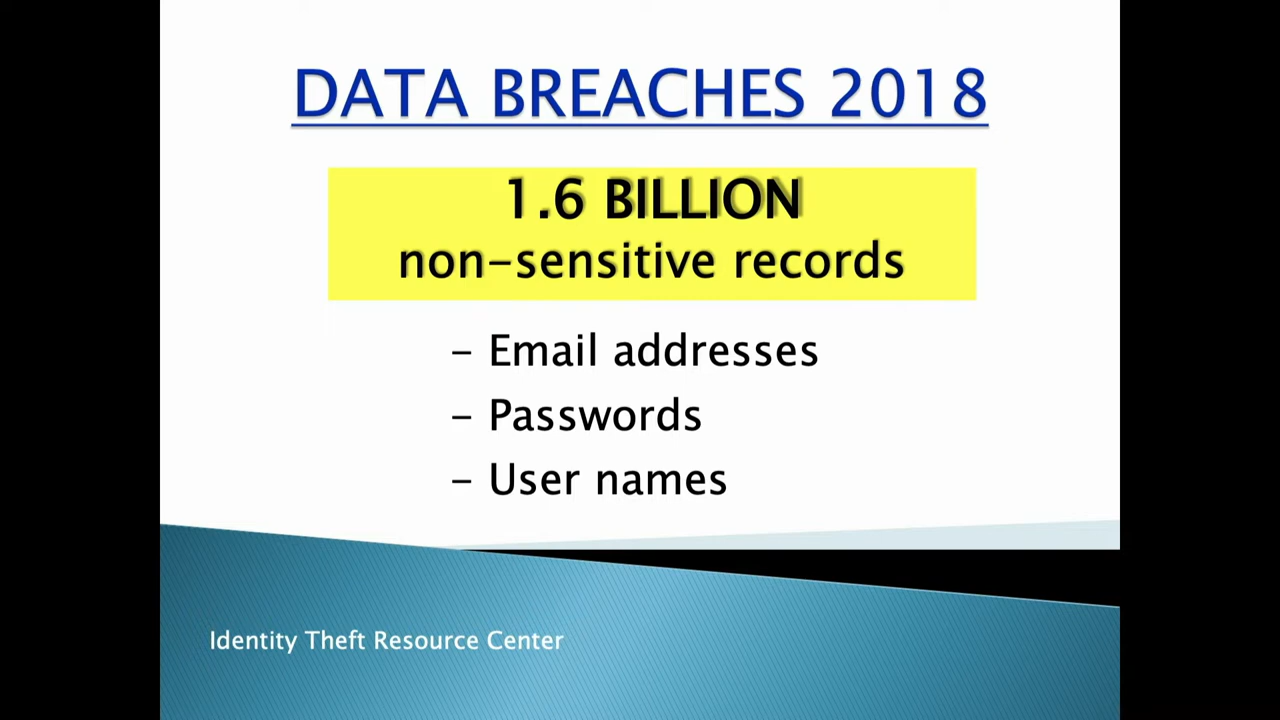 DATA BREACHES 2018
1.6 BILLION
non-sensitive records
- Email addresses
- Passwords
- User names
Identity Theft Resource Center